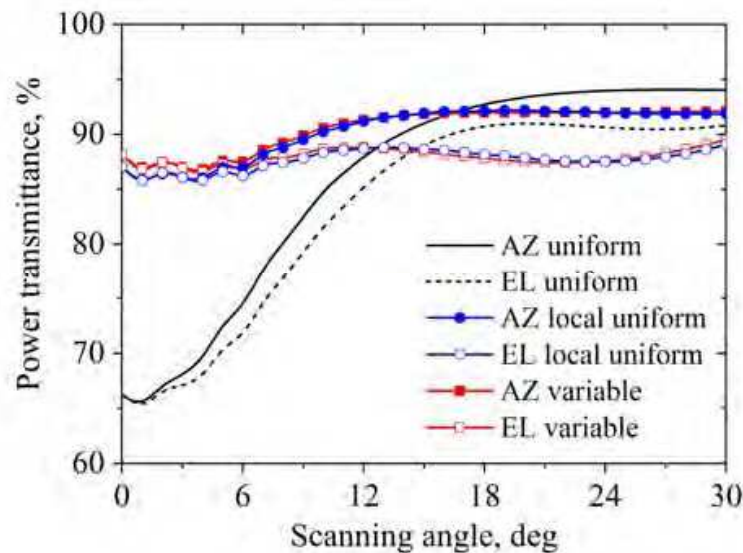 100
90
80
70
60
Power transmittance, %
AZ uniform
EL uniform
AZ local uniform
EL local uniform
AZ variable
EL variable
0 6 12 18 24 30
Scanning angle, deg